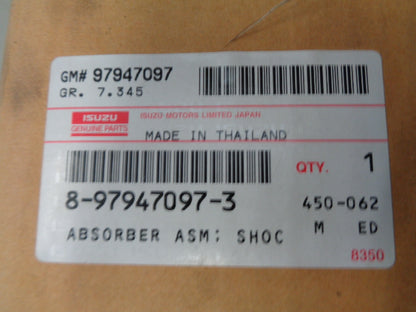 GM# 97947097
GR. 7.345
ISUZU
GENUINE PARTS
ISUZU MOTORS LIMITED JAPAN
MADE IN THAILAND
QTY. 1
8-97947097-3
450-062
ABSORBER ASM; SHOC
M ED
8350